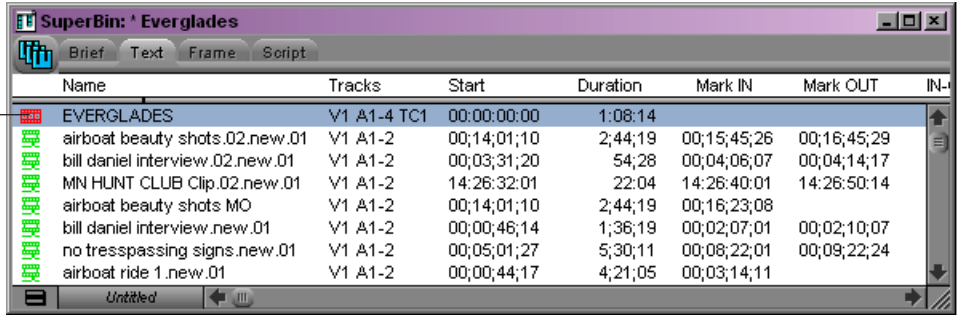 SuperBin: * Everglades
Brief Text Frame Script
Name Tracks Start Duration Mark IN Mark OUT IN-
EVERGLADES V1 A1-4 TC1 00:00:00:00 1:08:14
airboat beauty shots.02.new.01 V1 A1-2 00;14;01;10 2;44;19 00;15;45;26 00;16;45;29
bill daniel interview.02.new.01 V1 A1-2 00;03;31;20 54;28 00;04;06;07 00;04;14;17
MN HUNT CLUB Clip.02.new.01 V1 A1-2 14:26:32:01 22:04 14:26:40:01 14:26:50:14
airboat beauty shots MO V1 A1-2 00;14;01;10 2;44;19 00;16;23;08
bill daniel interview.new.01 V1 A1-2 00;00;46;14 1;36;19 00;02;07;01 00;02;10;07
no tresspassing signs.new.01 V1 A1-2 00;05;01;27 5;30;11 00;08;22;01 00;09;22;24
airboat ride 1.new.01 V1 A1-2 00;00;44;17 4;21;05 00;03;14;11
Untitled